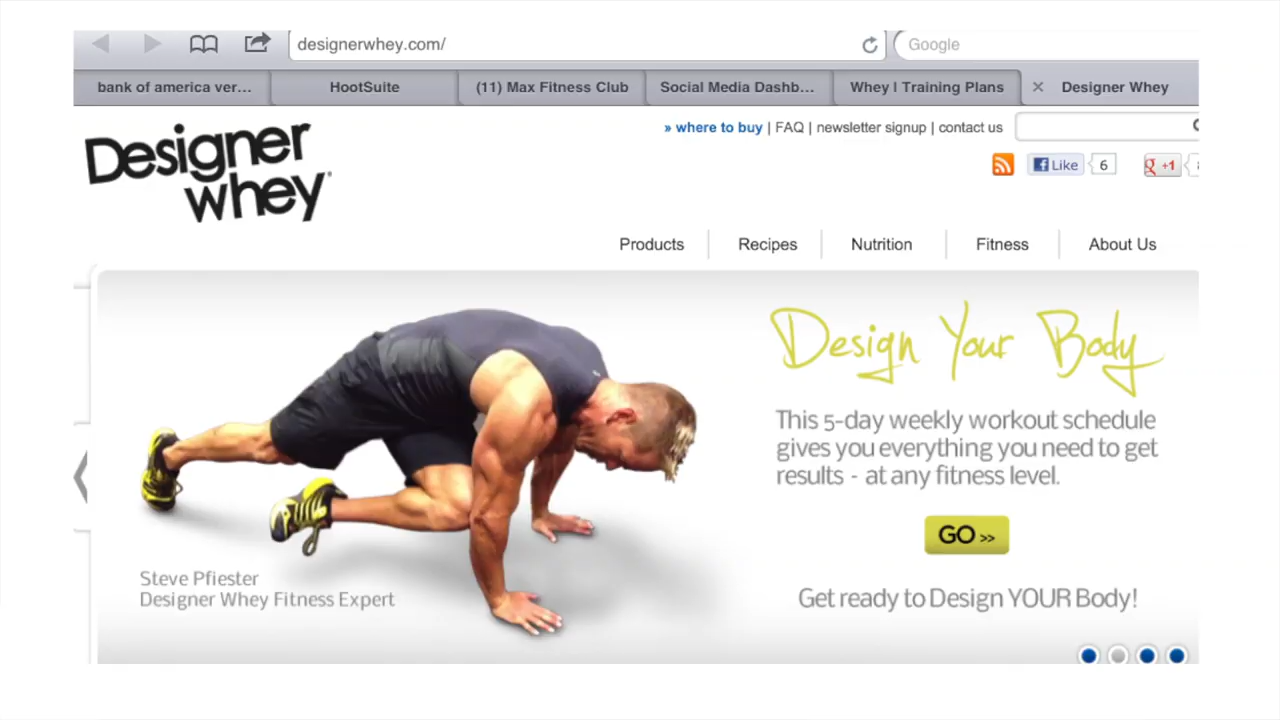 designerwhey.com/
Google
bank of america ver...
HootSuite
(11) Max Fitness Club
Social Media Dashb...
Whey | Training Plans
Designer Whey
» where to buy | FAQ | newsletter signup | contact us
Designer
whey®
Like
6
g +1
Products
Recipes
Nutrition
Fitness
About Us
Design Your Body
This 5-day weekly workout schedule
gives you everything you need to get
results - at any fitness level.
GO >>
Steve Pfiester
Designer Whey Fitness Expert
Get ready to Design YOUR Body!